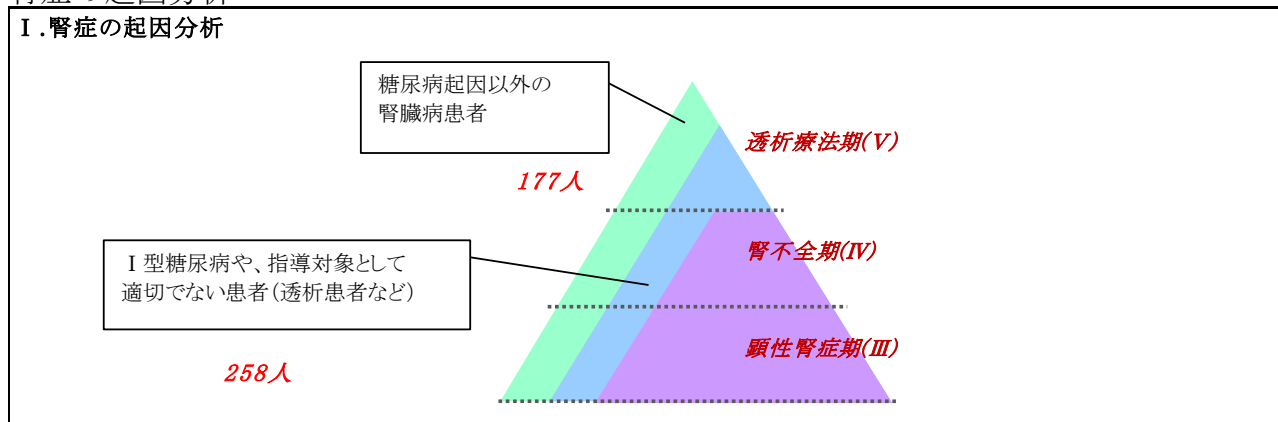 Ⅰ.腎症の起因分析
糖尿病起因以外の
腎臓病患者
透析療法期(Ⅴ)
177人
腎不全期(Ⅳ)
Ⅰ型糖尿病や、指導対象として
適切でない患者(透析患者など)
顕性腎症期(Ⅲ)
258人